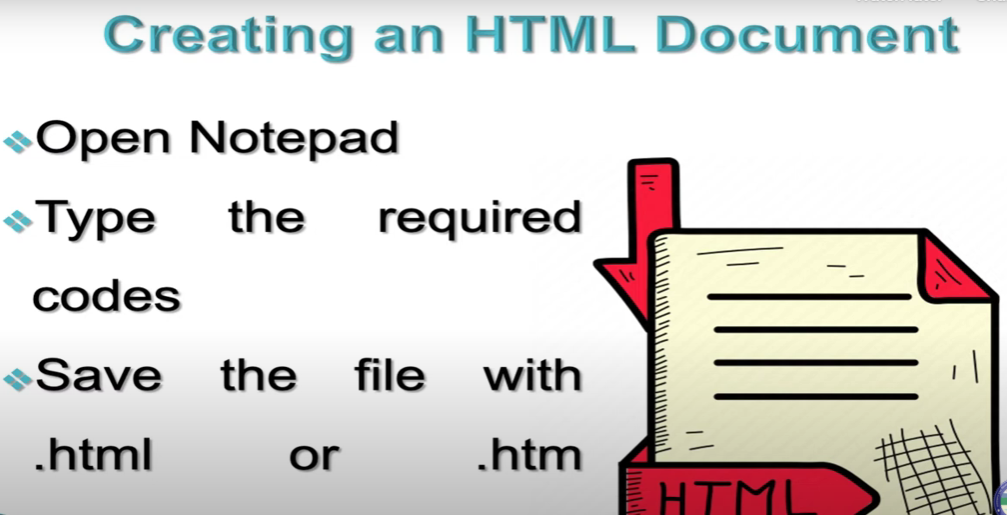 Creating an HTML Document
Open Notepad
Type the required
codes
Save the file with
.html or .htm
HTML